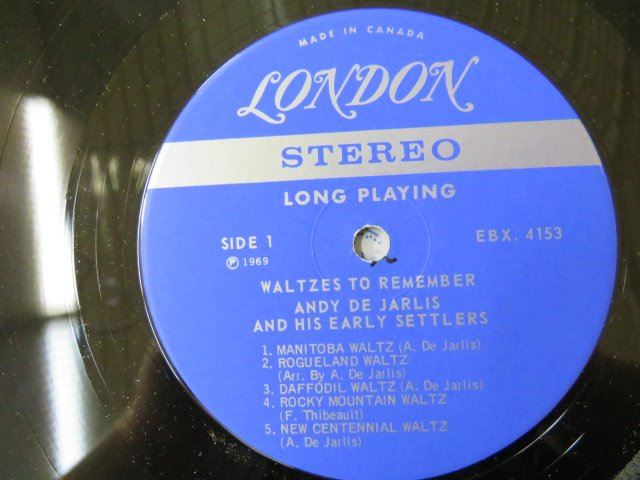 MADE IN CANADA
LONDON
STEREO
LONG PLAYING
SIDE 1
EBX. 4153
Ⓟ 1969
WALTZES TO REMEMBER
ANDY DE JARLIS
AND HIS EARLY SETTLERS
1. MANITOBA WALTZ (A. De Jarlis)
2. ROGUELAND WALTZ
(Arr. By A. De Jarlis)
3. DAFFODIL WALTZ (A. De Jarlis)
4. ROCKY MOUNTAIN WALTZ
(F. Thibeault)
5. NEW CENTENNIAL WALTZ
(A. De Jarlis)